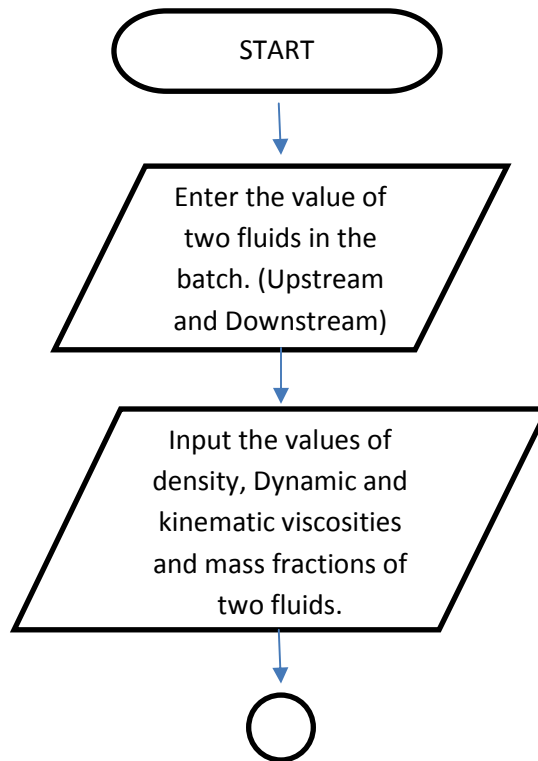 START
Enter the value of
two fluids in the
batch. (Upstream
and Downstream)
Input the values of
density, Dynamic and
kinematic viscosities
and mass fractions of
two fluids.